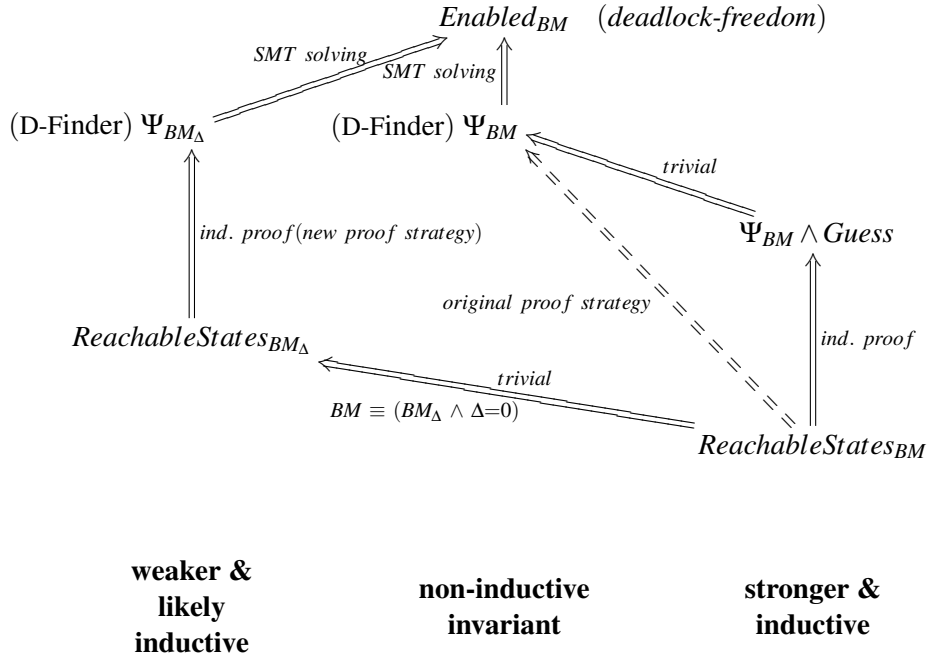 Enabled_BM (deadlock-freedom)
SMT solving
SMT solving
(D-Finder) Ψ_BM_Δ
(D-Finder) Ψ_BM
trivial
ind. proof(new proof strategy)
Ψ_BM ∧ Guess
original proof strategy
ReachableStates_BM_Δ
ind. proof
trivial
BM ≡ (BM_Δ ∧ Δ=0)
ReachableStates_BM
weaker &
likely
inductive
non-inductive
invariant
stronger &
inductive